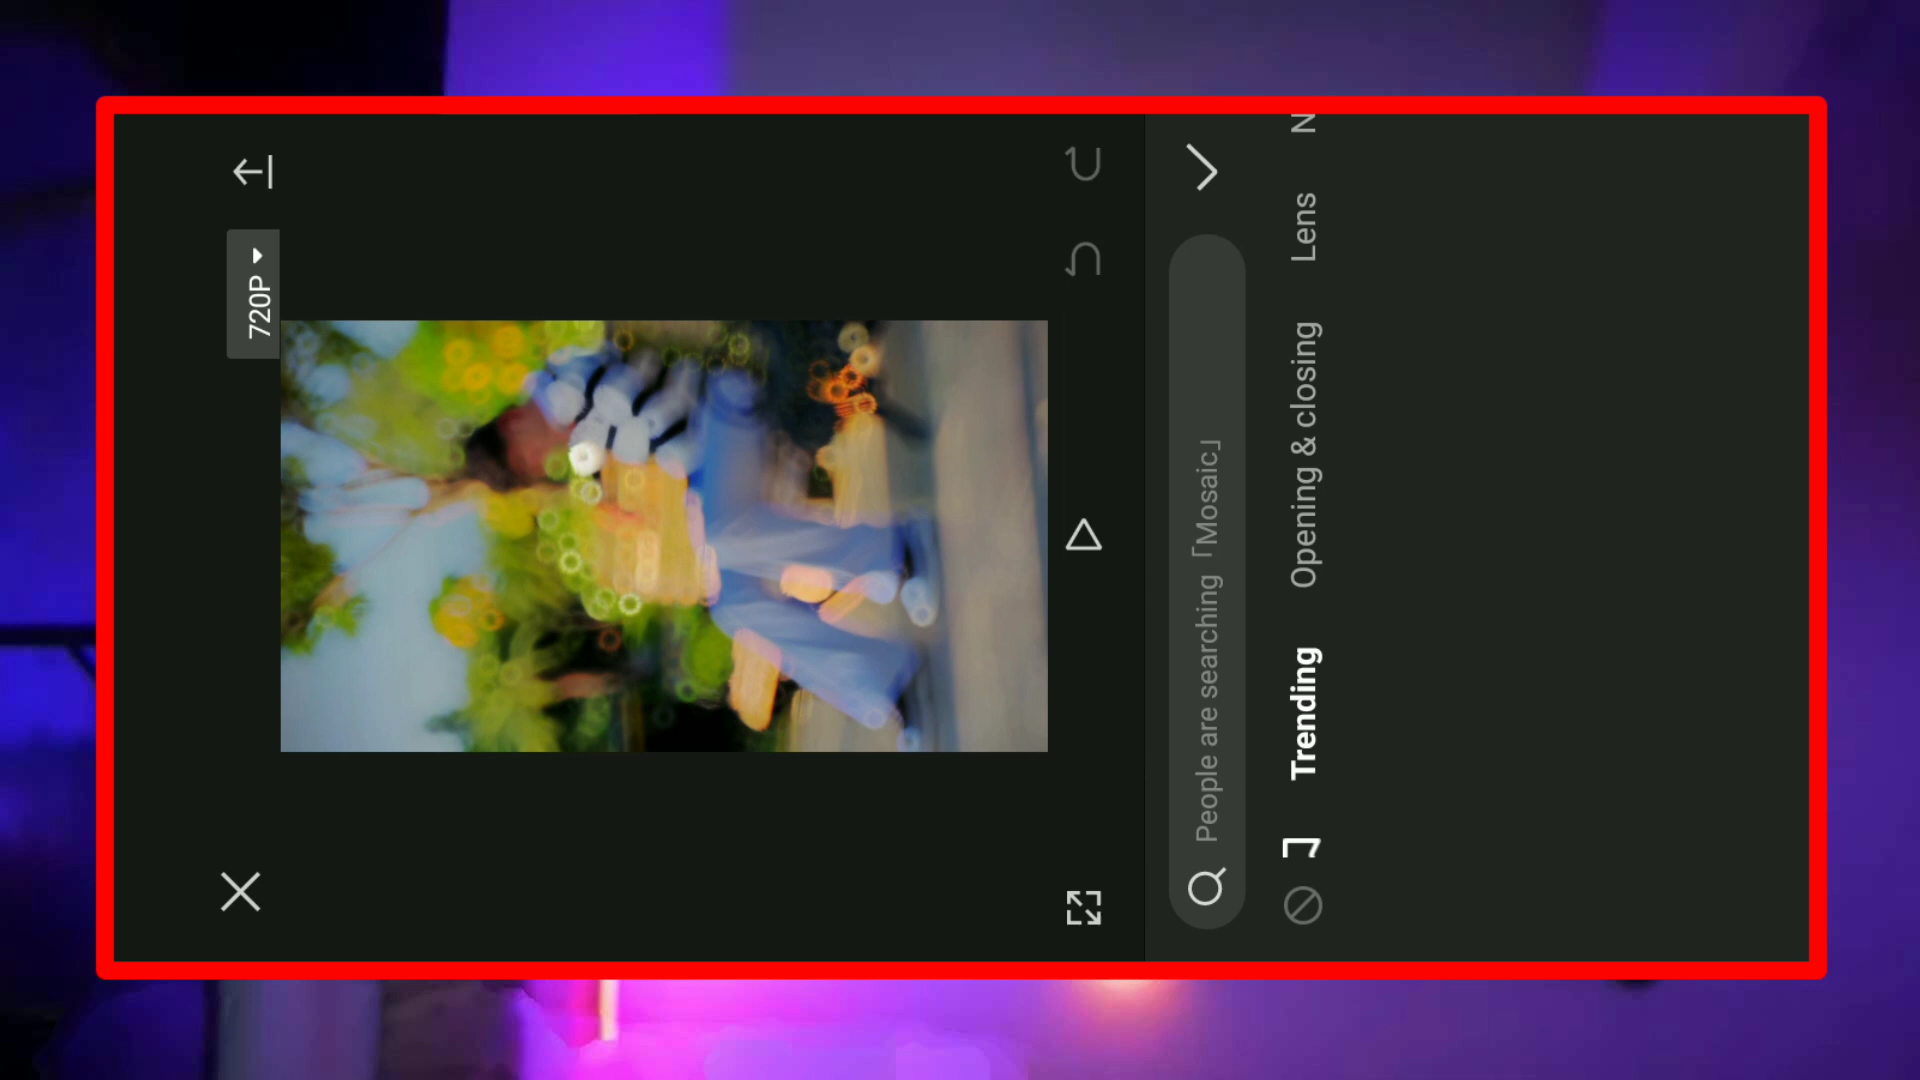 720P
People are searching「Mosaic」
Trending Opening & closing Lens N